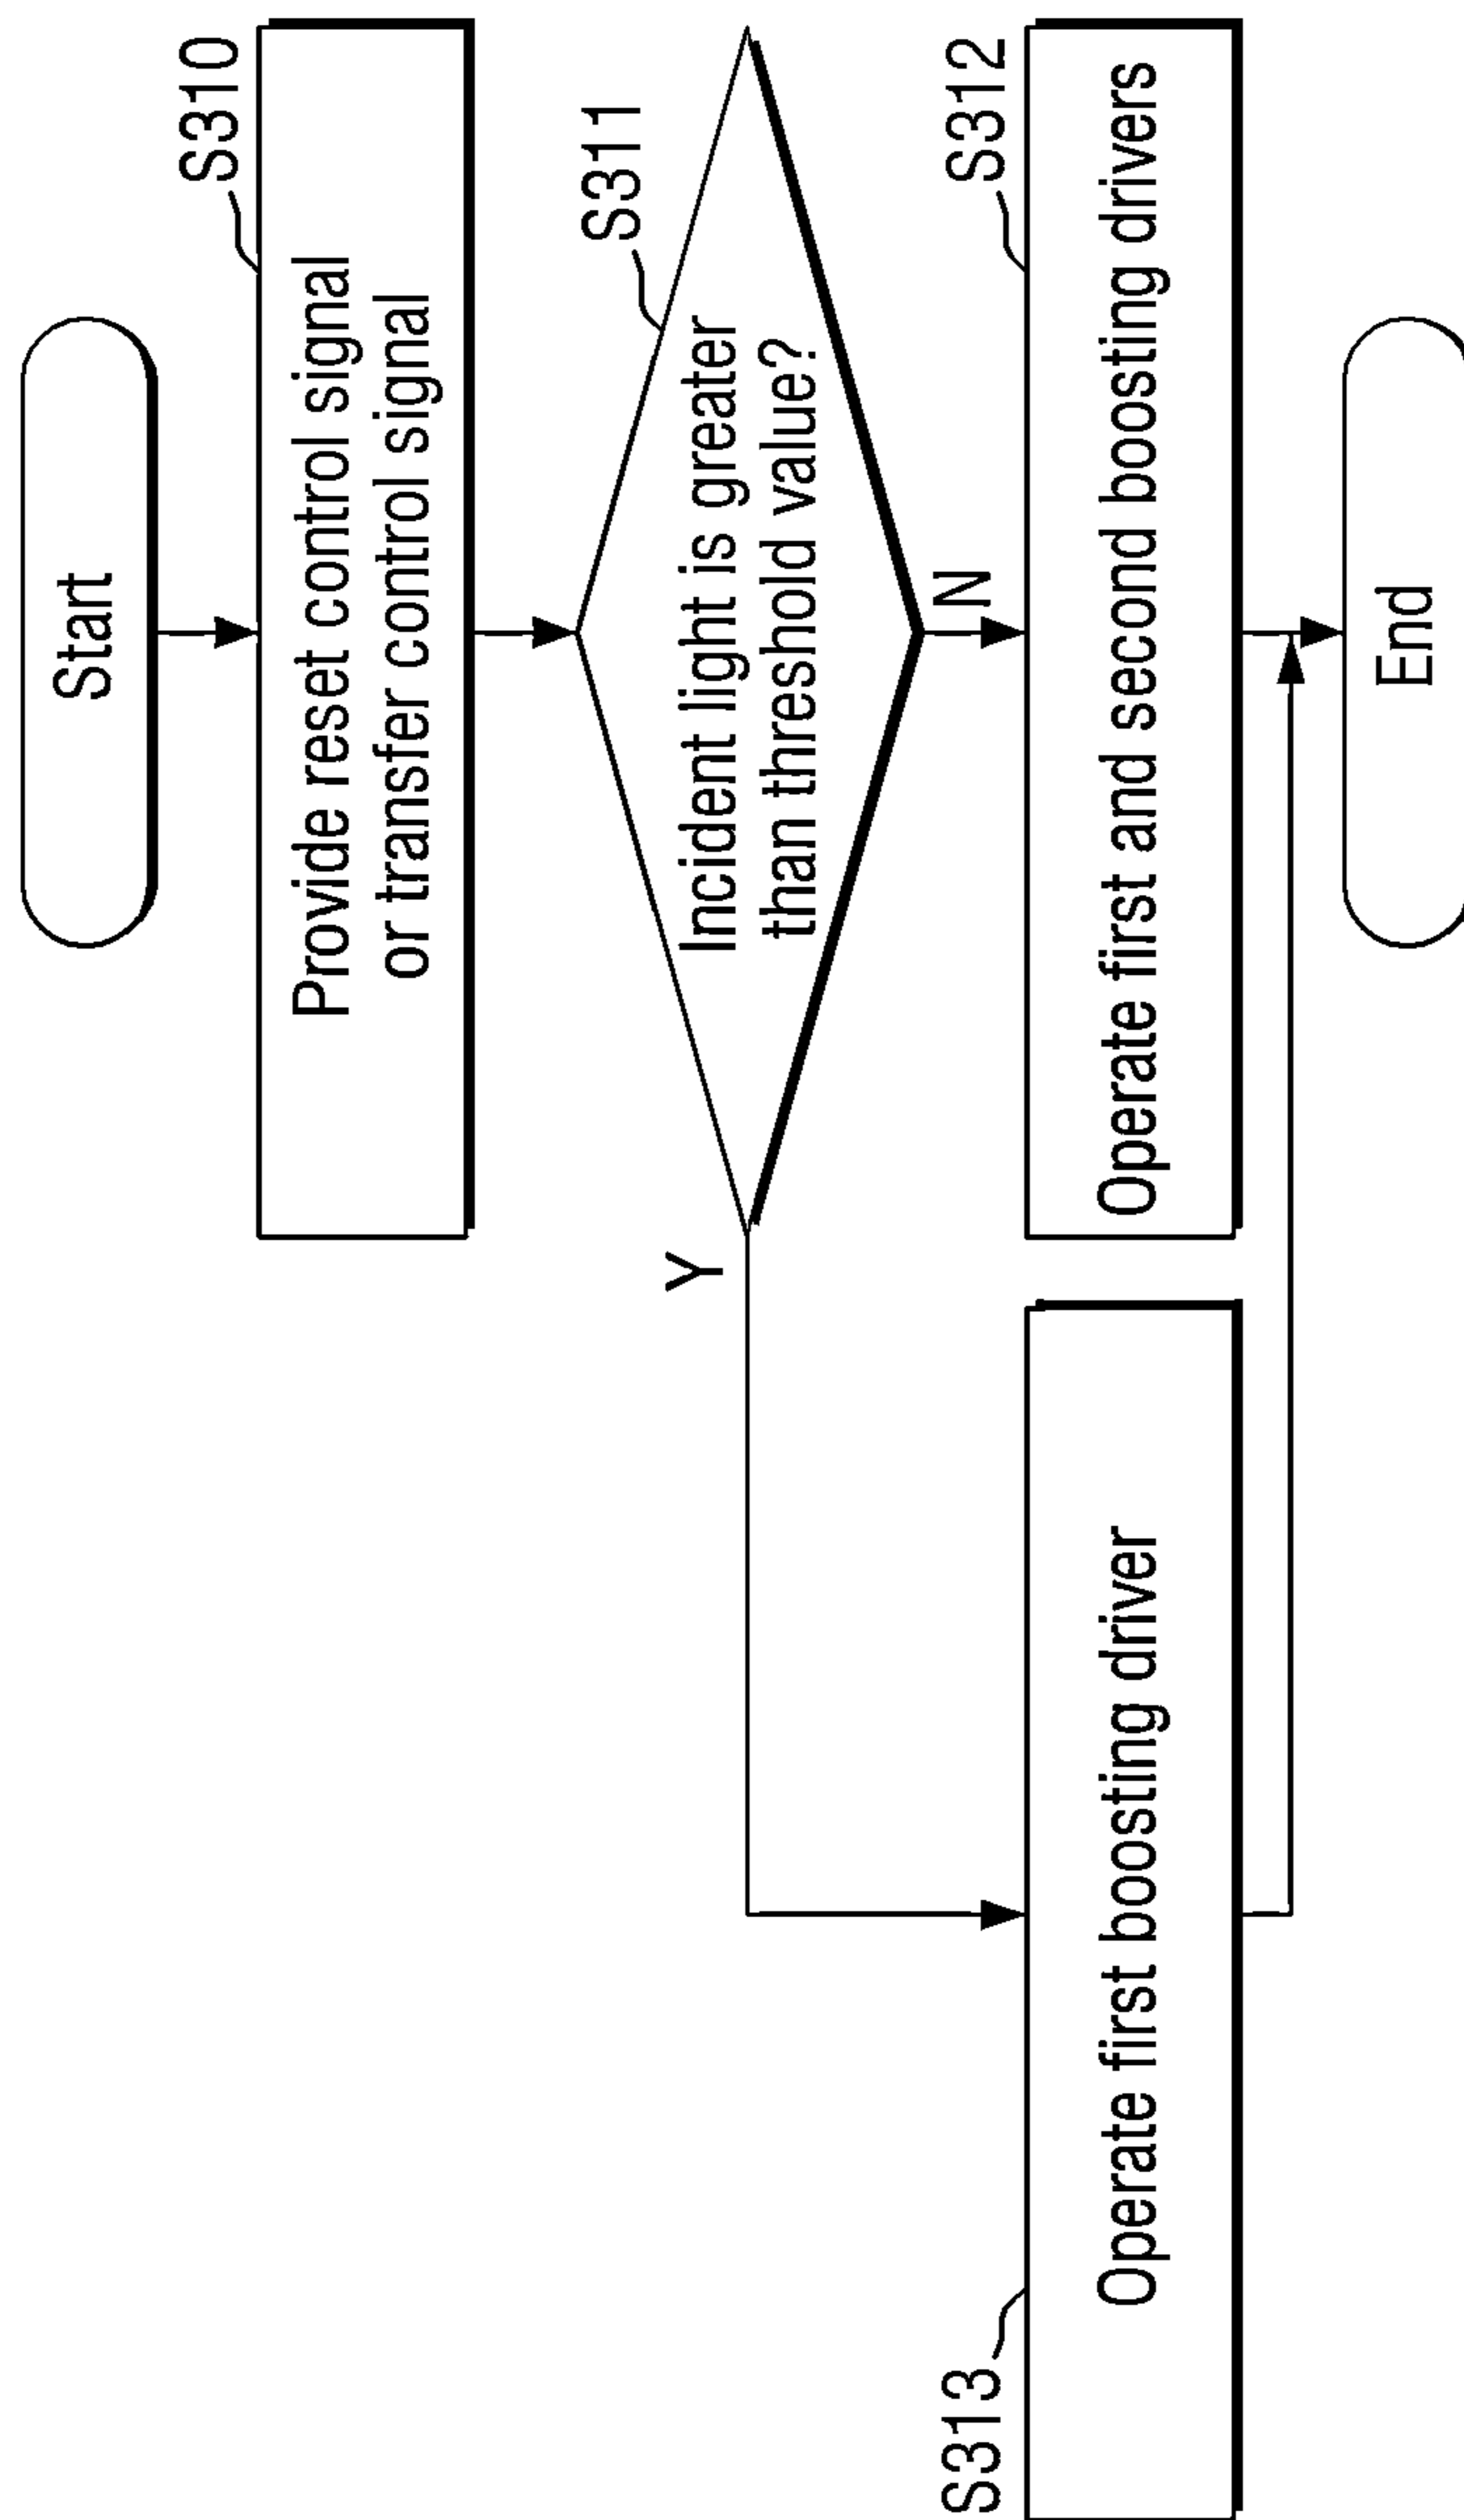 Start
S310
Provide reset control signal
or transfer control signal
S311
Incident light is greater
than threshold value?
Y
N
S313
Operate first boosting driver
S312
Operate first and second boosting drivers
End